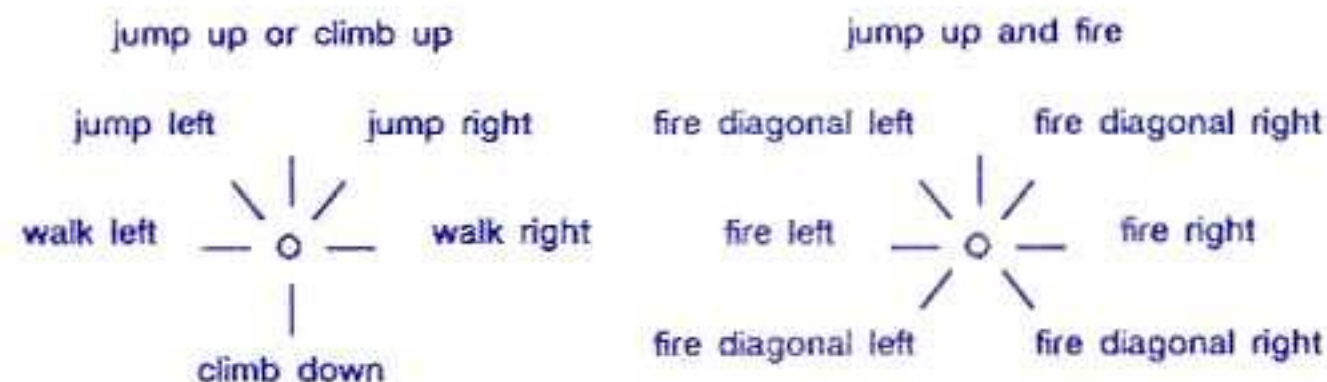 jump up or climb up
jump left jump right
walk left walk right
climb down
jump up and fire
fire diagonal left fire diagonal right
fire left fire right
fire diagonal left fire diagonal right